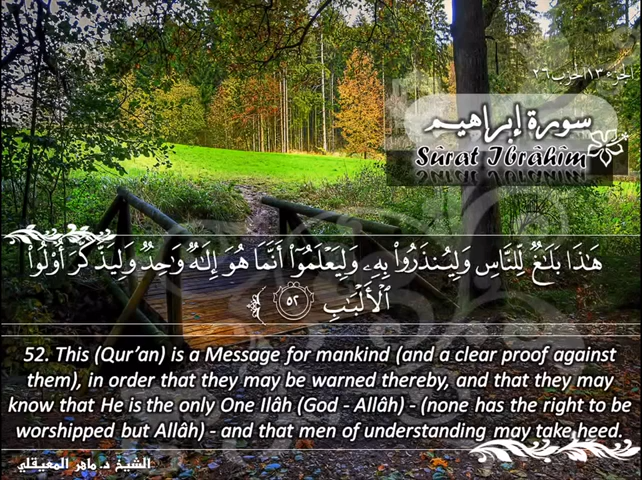 الجزء ١٣ الحزب ٢٦
سورة إبراهيم
Sûrat Ibrâhîm
هَـٰذَا بَلَـٰغٌ لِّلنَّاسِ وَلِيُنذَرُوا۟ بِهِۦ وَلِيَعْلَمُوٓا۟ أَنَّمَا هُوَ إِلَـٰهٌ وَٰحِدٌ وَلِيَذَّكَّرَ أُو۟لُوا۟
ٱلْأَلْبَـٰبِ ٥٢
52. This (Qur’an) is a Message for mankind (and a clear proof against
them), in order that they may be warned thereby, and that they may
know that He is the only One Ilâh (God - Allâh) - (none has the right to be
worshipped but Allâh) - and that men of understanding may take heed.
الشيخ د. ماهر المعيقلي